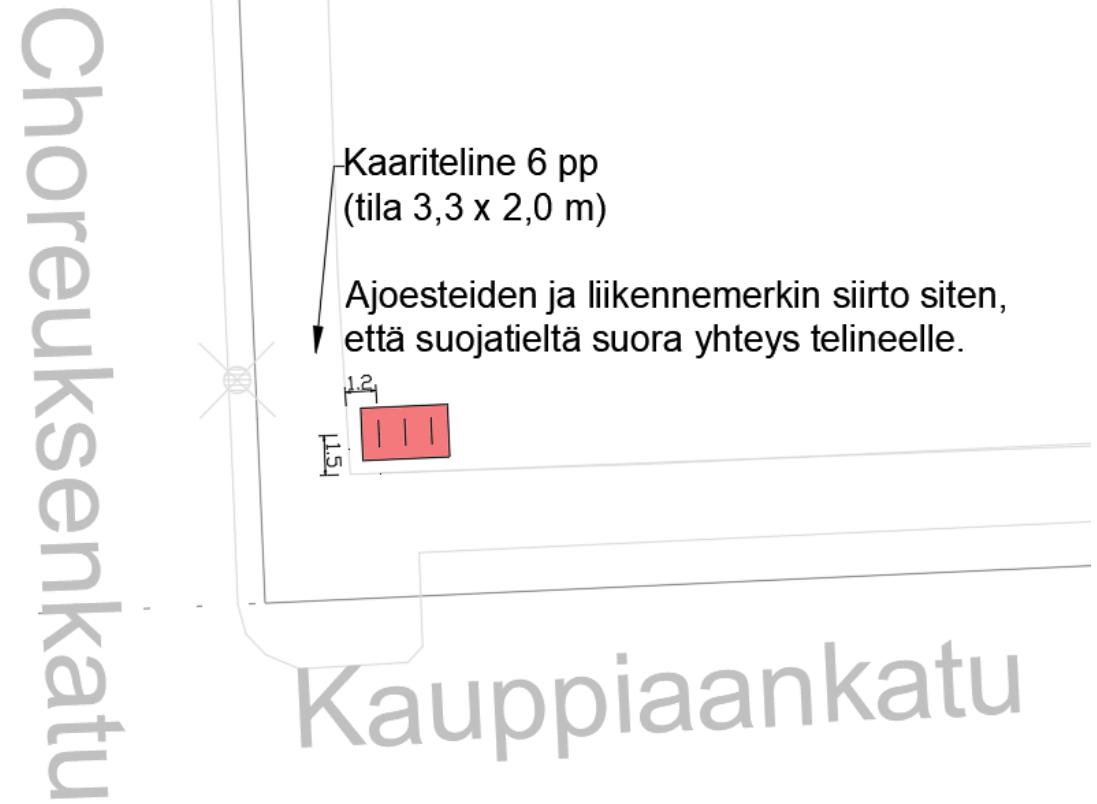 Choreuksenkatu
Kaariteline 6 pp
(tila 3,3 x 2,0 m)
Ajoesteiden ja liikennemerkin siirto siten,
että suojatieltä suora yhteys telineelle.
1.2
1.5
Kauppiaankatu